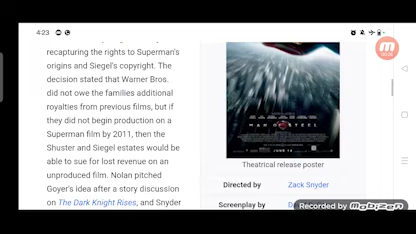 4:23
recapturing the rights to Superman's
origins and Siegel's copyright. The
decision stated that Warner Bros.
did not owe the families additional
royalties from previous films, but if
they did not begin production on a
Superman film by 2011, then the
Shuster and Siegel estates would be
able to sue for lost revenue on an
unproduced film. Nolan pitched
Goyer's idea after a story discussion
on The Dark Knight Rises, and Snyder
MAN OF STEEL
JUNE 14
Theatrical release poster
Directed by Zack Snyder
Screenplay by
Recorded by MOBIZEN